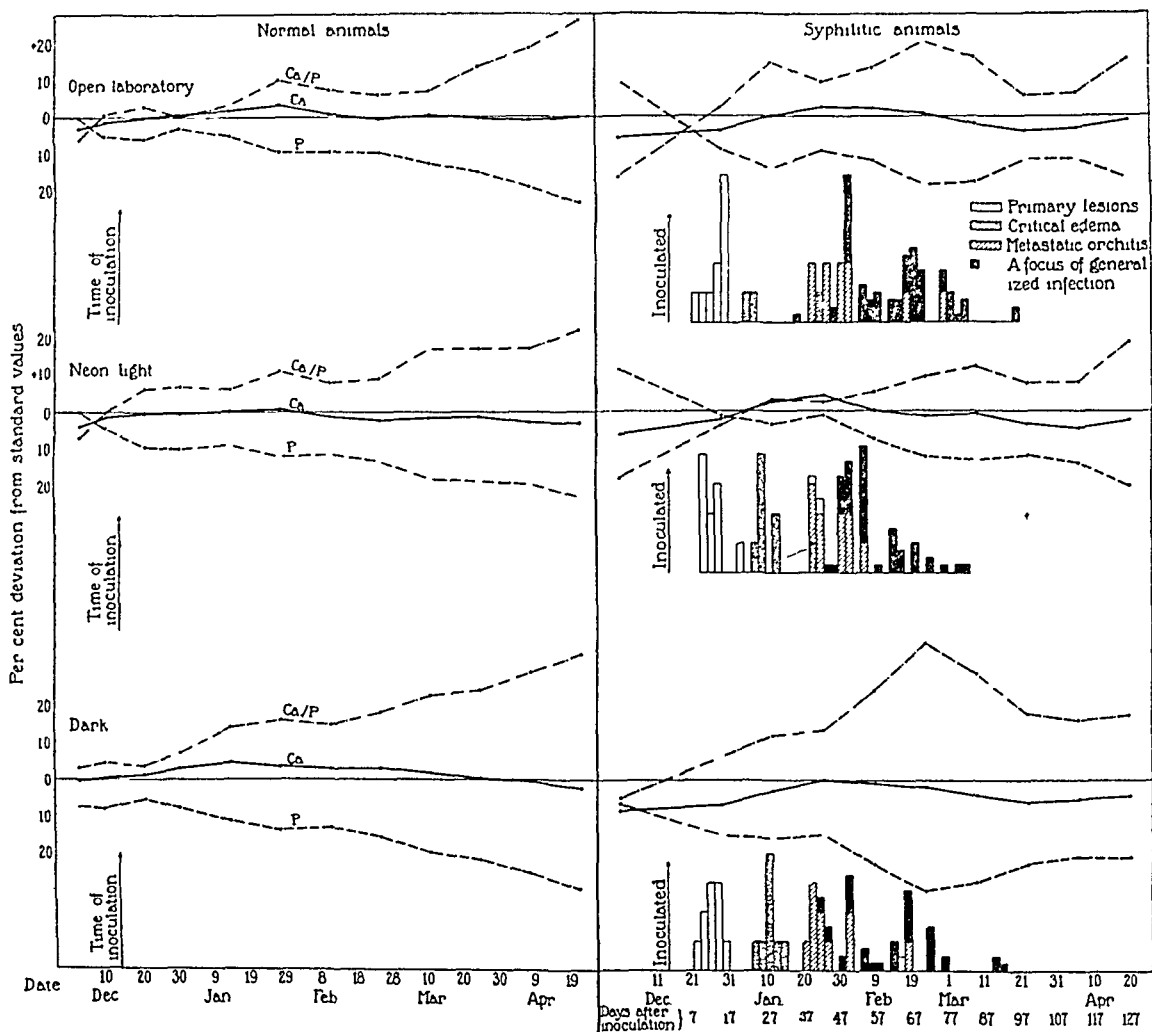 Normal animals
Syphilitic animals
Per cent deviation from standard values
+20
10
0
10
20
Open laboratory
Ca/P
Ca
P
Time of
inoculation
Inoculated
Primary lesions
Critical edema
Metastatic orchitis
A focus of general
ized infection
20
+10
0
10
20
Neon light
Ca/P
Ca
P
Time of
inoculation
Inoculated
20
10
0
10
20
Dark
Ca/P
Ca
P
Time of
inoculation
Inoculated
Date
10 20 30 9 19 29 8 18 28 10 20 30 9 19
Dec Jan Feb Mar Apr
11 21 31 10 20 30 9 19 1 11 21 31 10 20
Dec Jan Feb Mar Apr
Days after
inoculation } 7 17 27 37 47 57 67 77 87 97 107 117 127